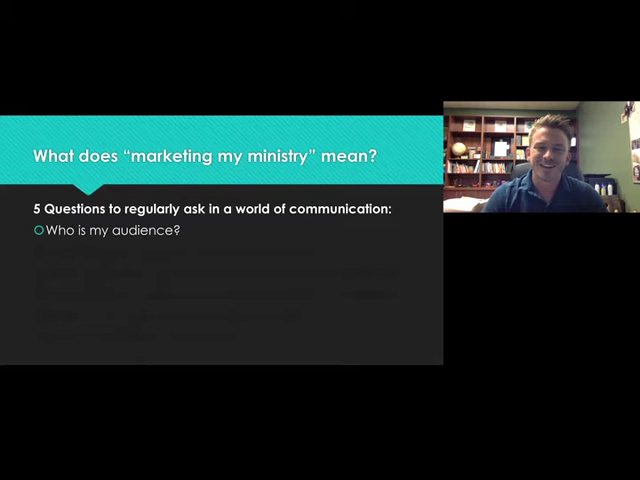 What does “marketing my ministry” mean?
5 Questions to regularly ask in a world of communication:
Who is my audience?